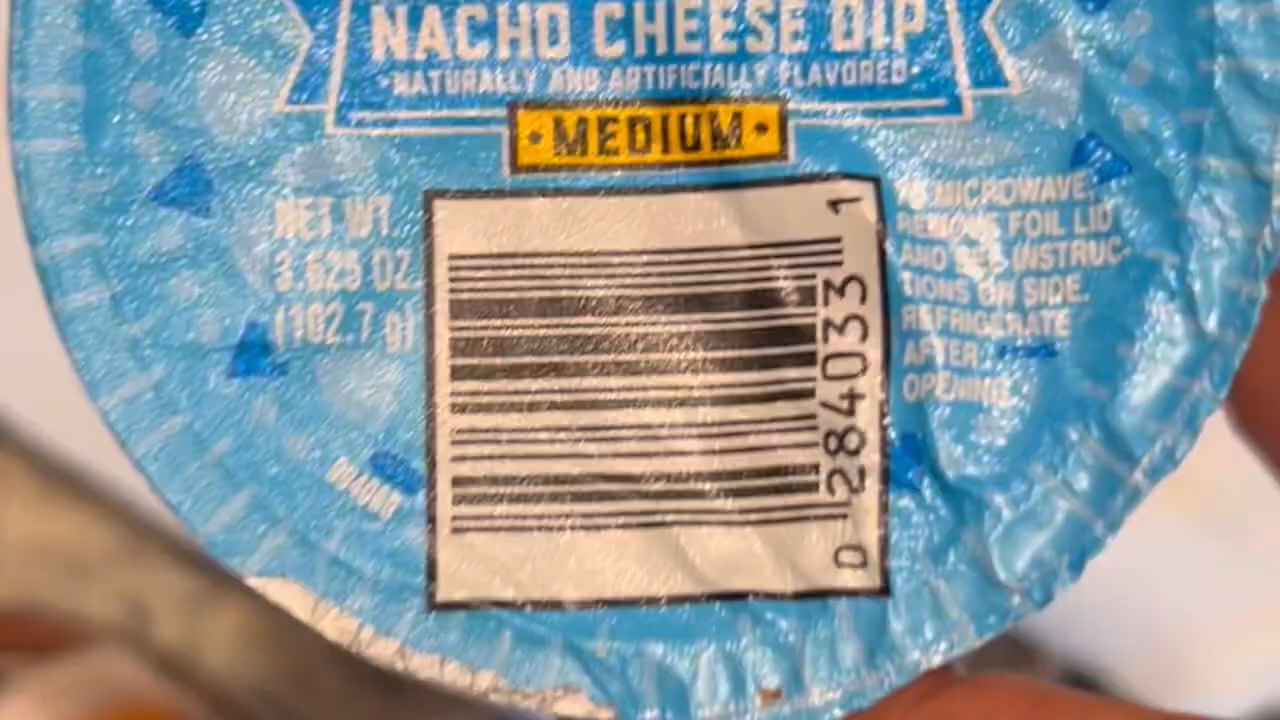 NACHO CHEESE DIP
•NATURALLY AND ARTIFICIALLY FLAVORED•
•MEDIUM•
NET WT.
3.625 OZ
(102.7 g)
0 284033 1
TO MICROWAVE,
REMOVE FOIL LID
AND SEE INSTRUC-
TIONS ON SIDE.
REFRIGERATE
AFTER
OPENING.